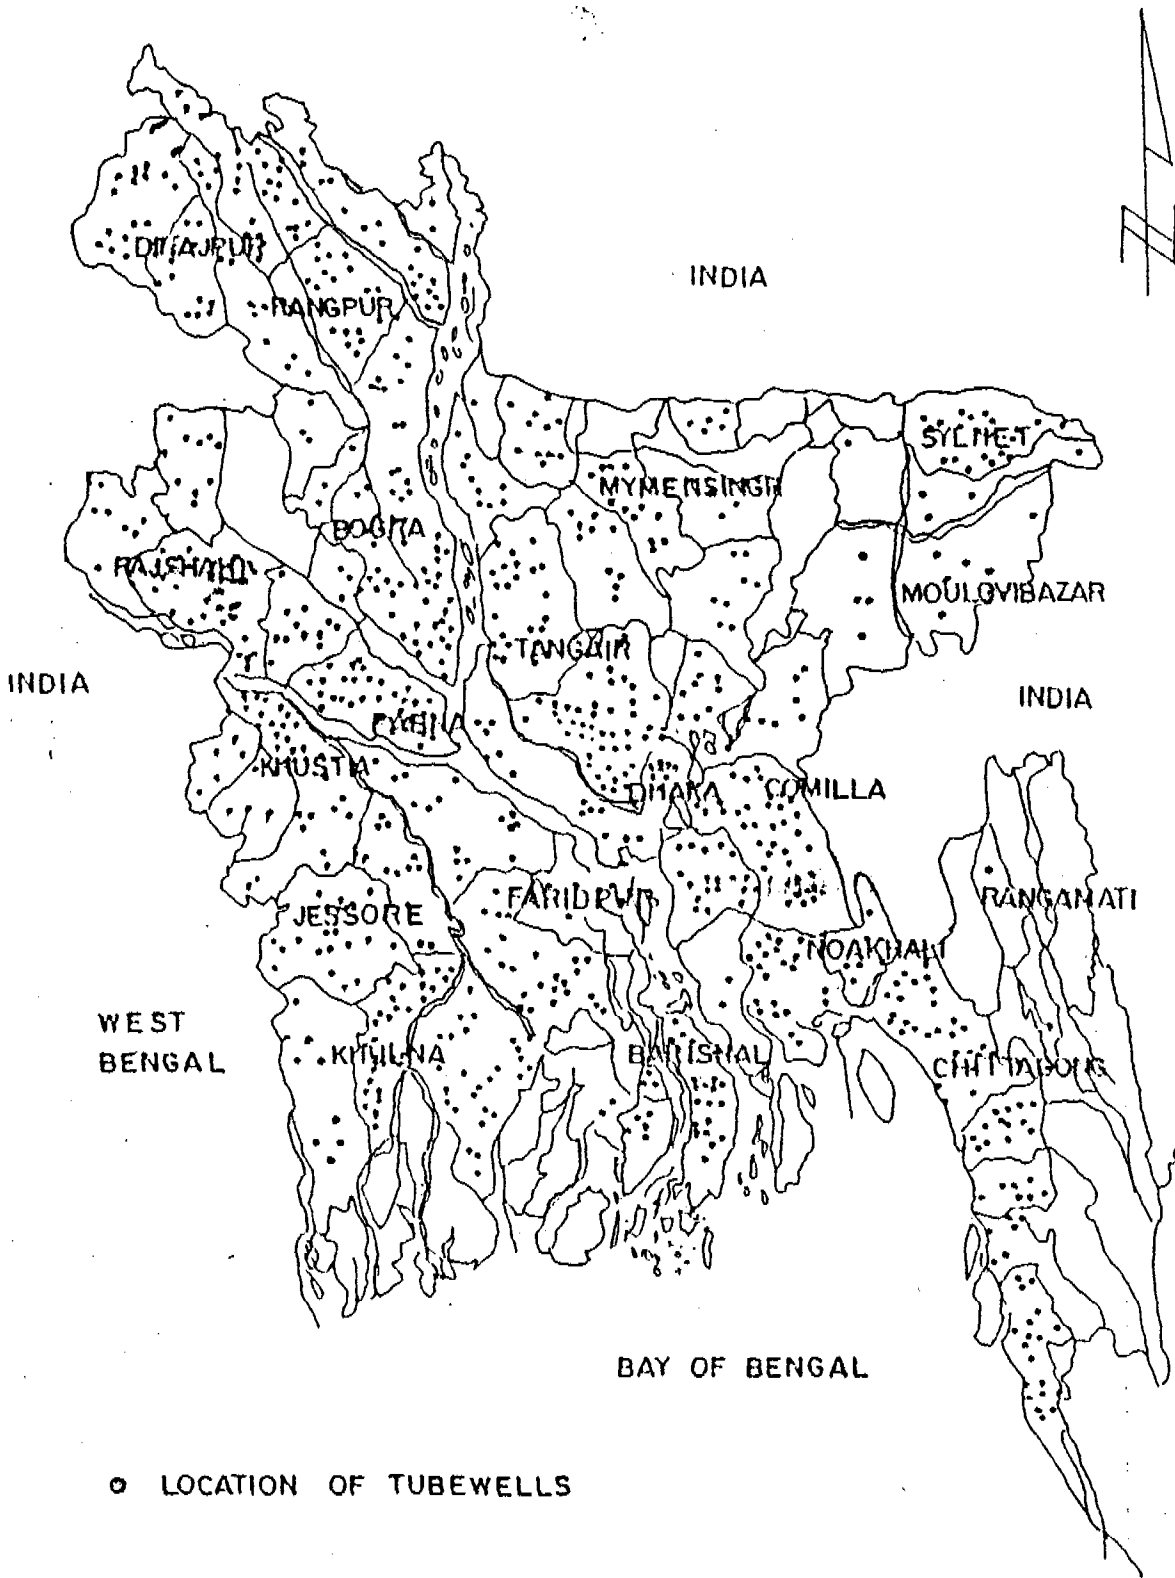 INDIA
DINAJPUR
RANGPUR
SYLHET
MYMENSINGH
BOGRA
RAJSHAHI
MOULOVIBAZAR
TANGAIR
INDIA
INDIA
PABNA
KHUSTIA
DHAKA
COMILLA
RANGAMATI
FARIDPUR
JESSORE
NOAKHALI
WEST
BENGAL
KHULNA
BARISHAL
CHITTAGONG
BAY OF BENGAL
LOCATION OF TUBEWELLS